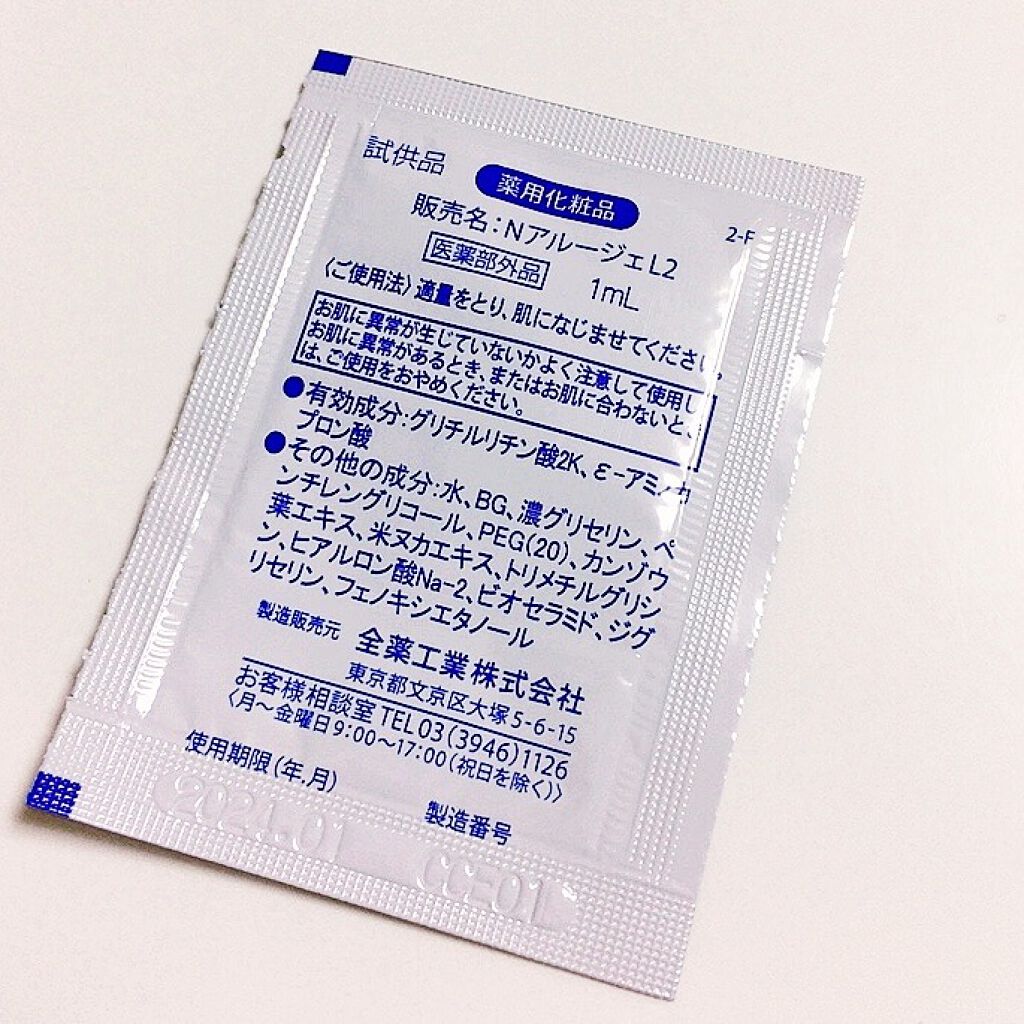 試供品
薬用化粧品
2-F
販売名:NアルージェL2
医薬部外品
1mL
〈ご使用法〉適量をとり、肌になじませてください。
お肌に異常が生じていないかよく注意して使用し、
お肌に異常があるとき、またはお肌に合わないとき
は、ご使用をおやめください。
●有効成分:グリチルリチン酸2K、ε-アミノカ
プロン酸
●その他の成分:水、BG、濃グリセリン、ペ
ンチレングリコール、PEG(20)、カンゾウ
葉エキス、米ヌカエキス、トリメチルグリシ
ン、ヒアルロン酸Na-2、ビオセラミド、ジグ
リセリン、フェノキシエタノール
製造販売元 全薬工業株式会社
東京都文京区大塚5-6-15
お客様相談室 TEL 03(3946)1126
〈月〜金曜日9:00〜17:00(祝日を除く)〉
使用期限(年.月)
製造番号
2024.01
CCE01